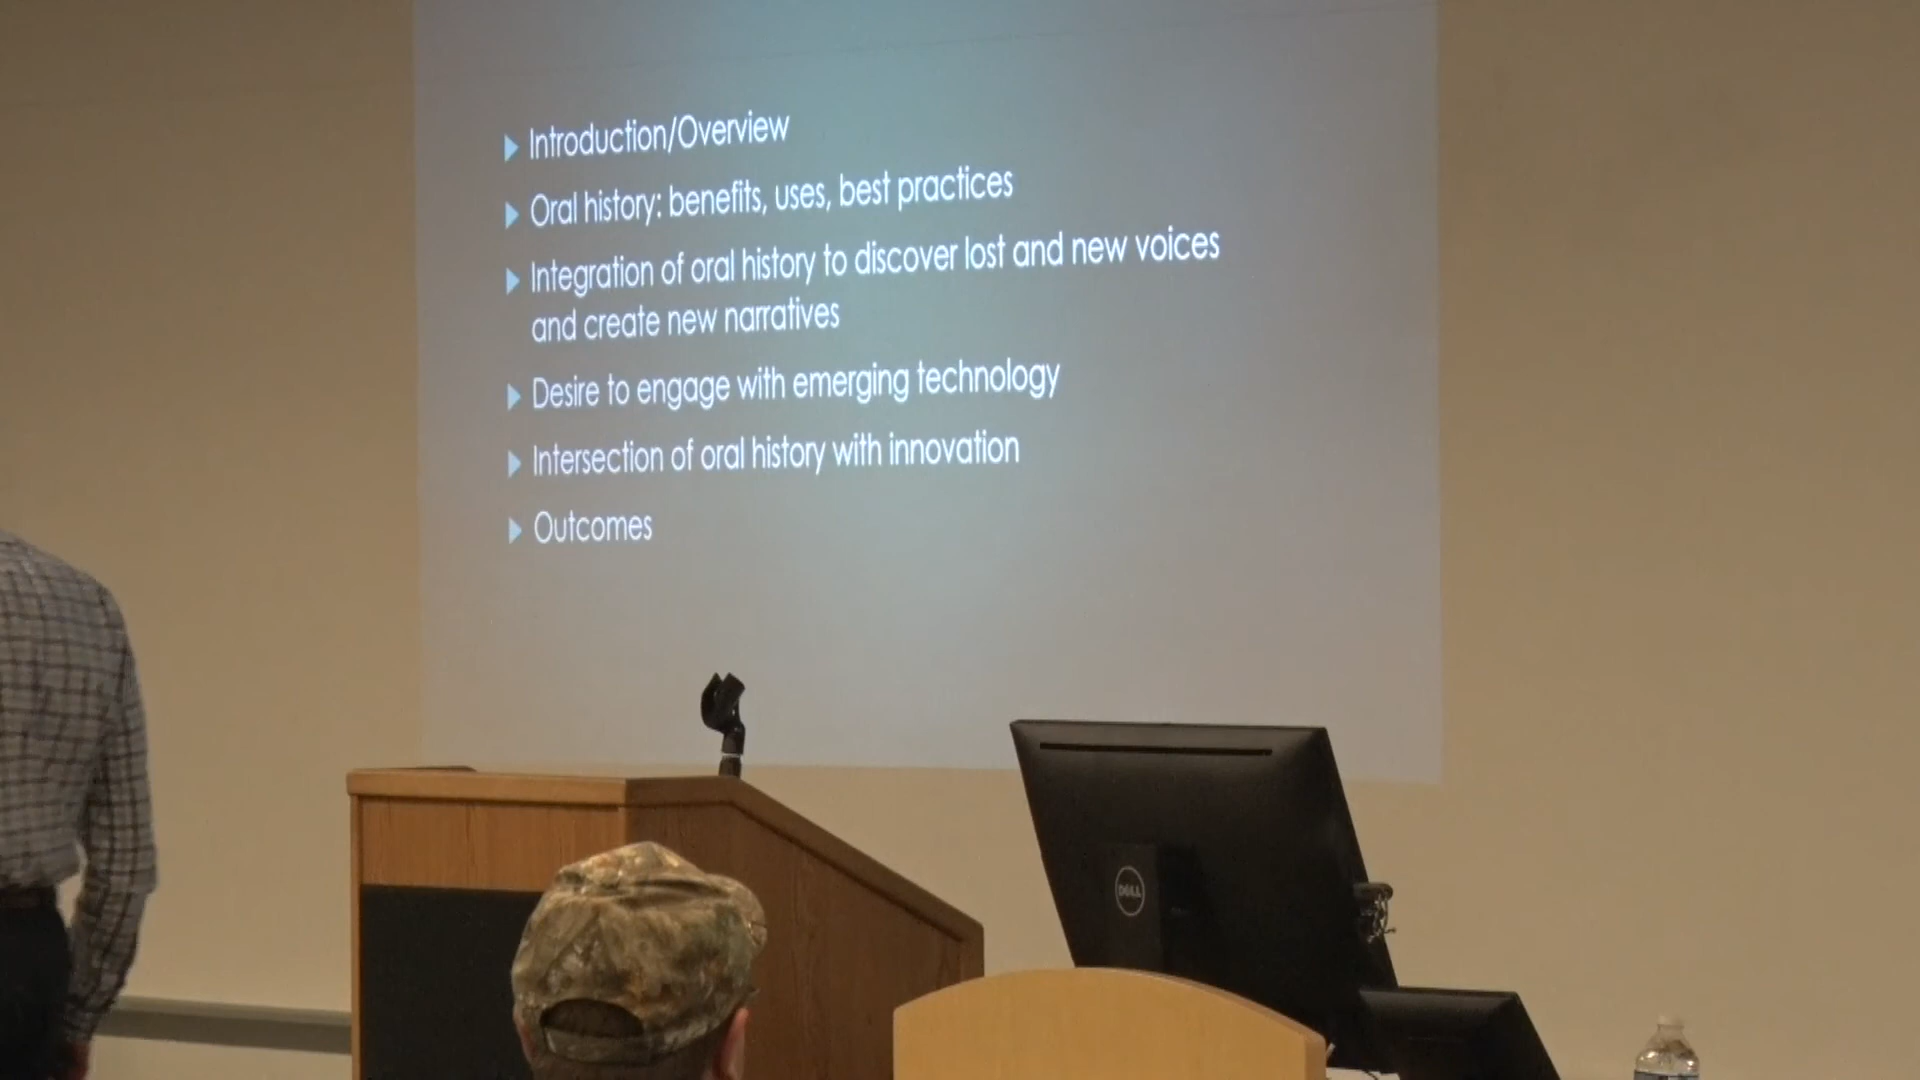 Introduction/Overview
Oral history: benefits, uses, best practices
Integration of oral history to discover lost and new voices
and create new narratives
Desire to engage with emerging technology
Intersection of oral history with innovation
Outcomes
DELL